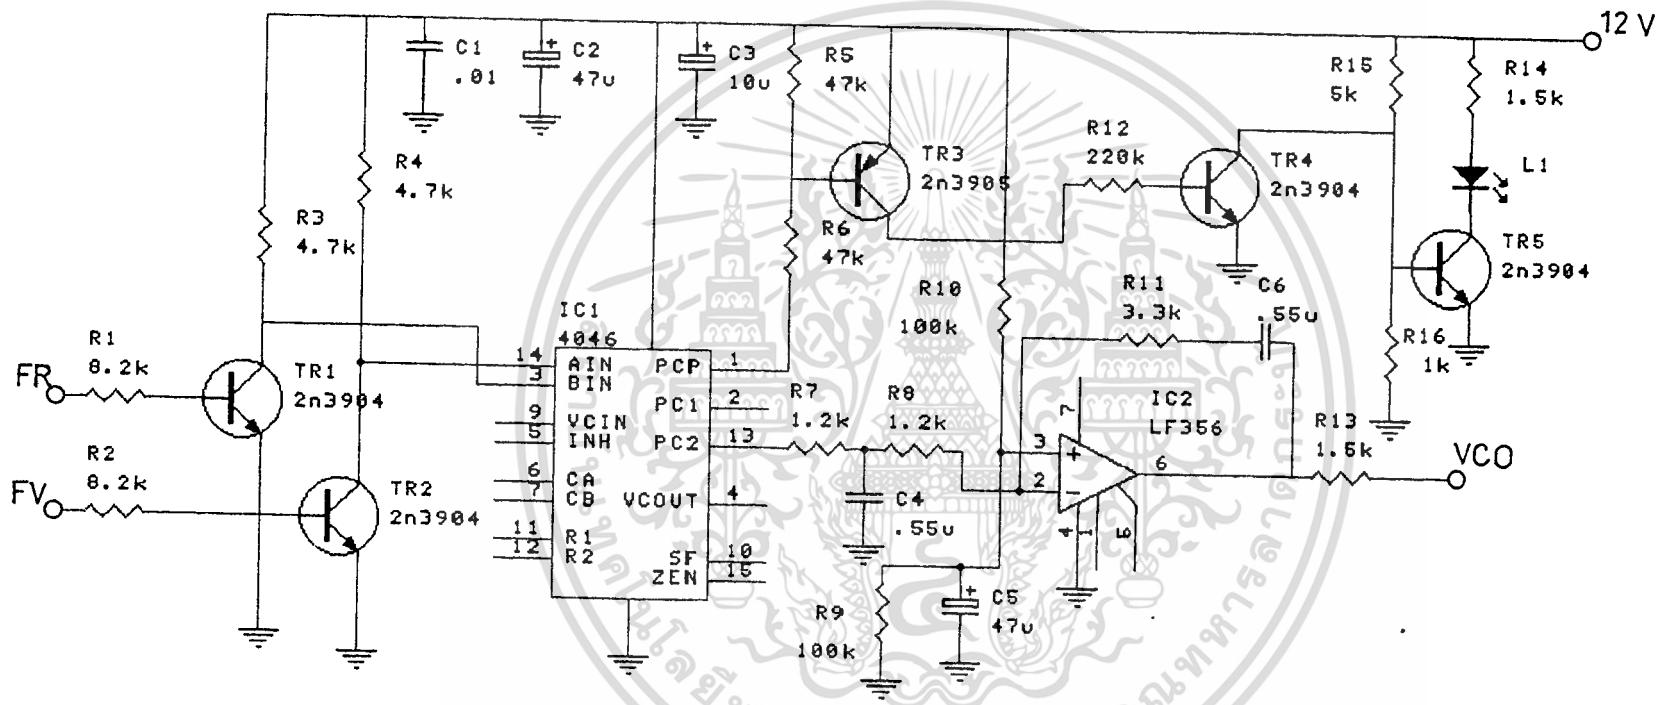 12 V
C1
.01
C2
47u
C3
10u
R5
47k
R15
5k
R14
1.5k
R4
4.7k
TR3
2n3905
R12
220k
TR4
2n3904
L1
R3
4.7k
R6
47k
TR5
2n3904
R10
100k
R11
3.3k
C6
.55u
R16
1k
IC1
4046
R1
8.2k
FR
TR1
2n3904
14 AIN
3 BIN
9 VCIN
5 INH
6 CA
7 CB
11 R1
12 R2
PCP 1
PC1 2
PC2 13
VCOUT 4
SF 10
ZEN 15
R7
1.2k
R8
1.2k
IC2
LF356
7
3 +
2 -
6
4
1
R13
1.5k
VCO
R2
8.2k
FV
TR2
2n3904
C4
.55u
R9
100k
C5
47u